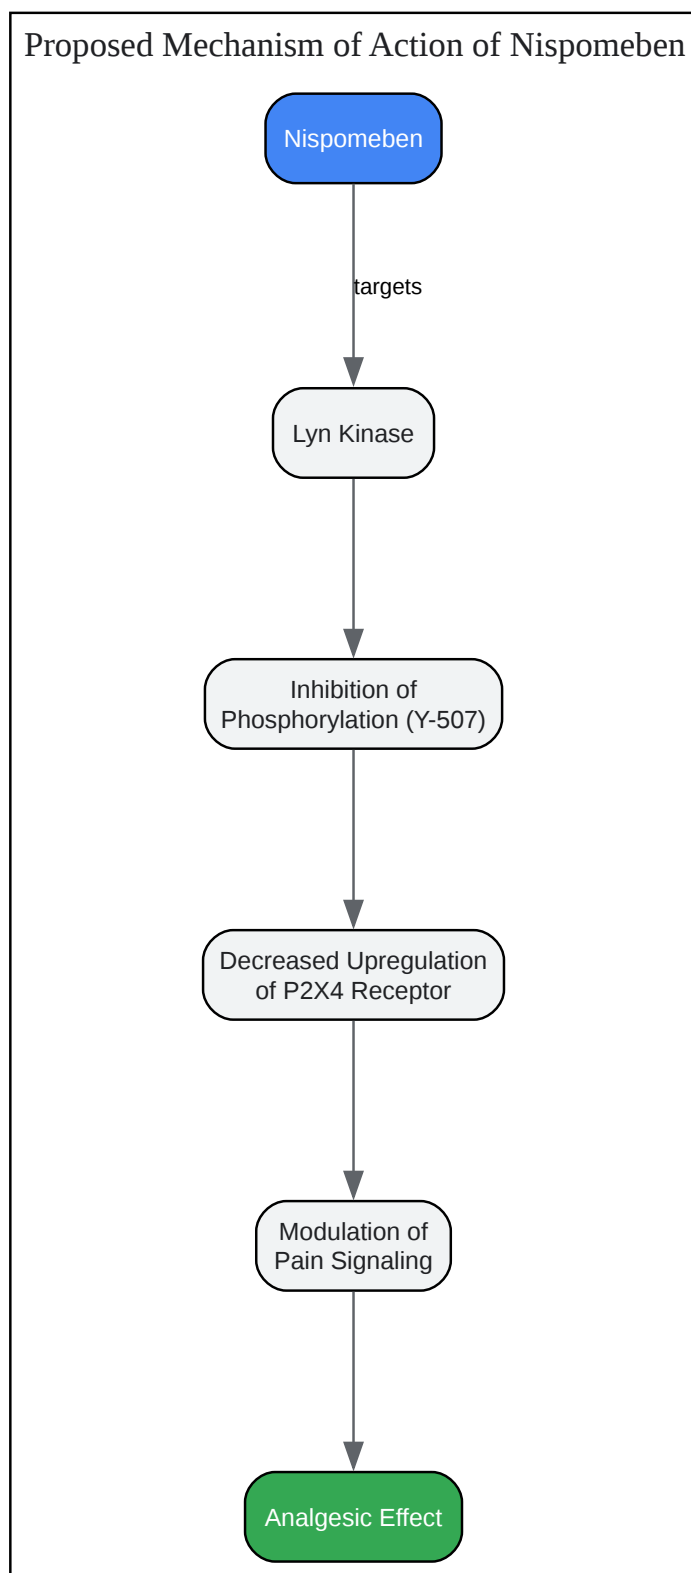 Proposed Mechanism of Action of Nispomeben
Nispomeben
targets
Lyn Kinase
Inhibition of
Phosphorylation (Y-507)
Decreased Upregulation
of P2X4 Receptor
Modulation of
Pain Signaling
Analgesic Effect